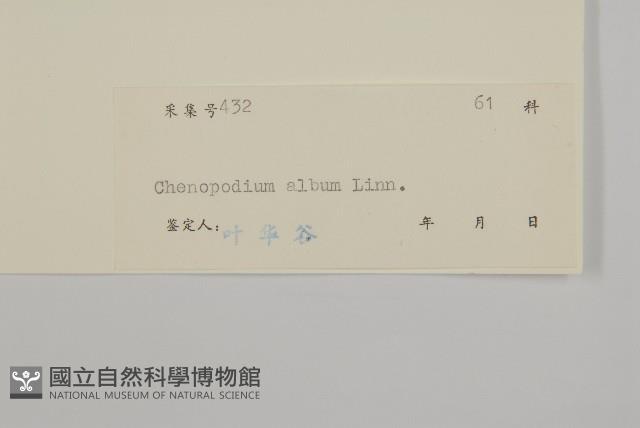 采集号432 61 科
Chenopodium album Linn.
鉴定人: 叶华谷 年 月 日
國立自然科學博物館
NATIONAL MUSEUM OF NATURAL SCIENCE